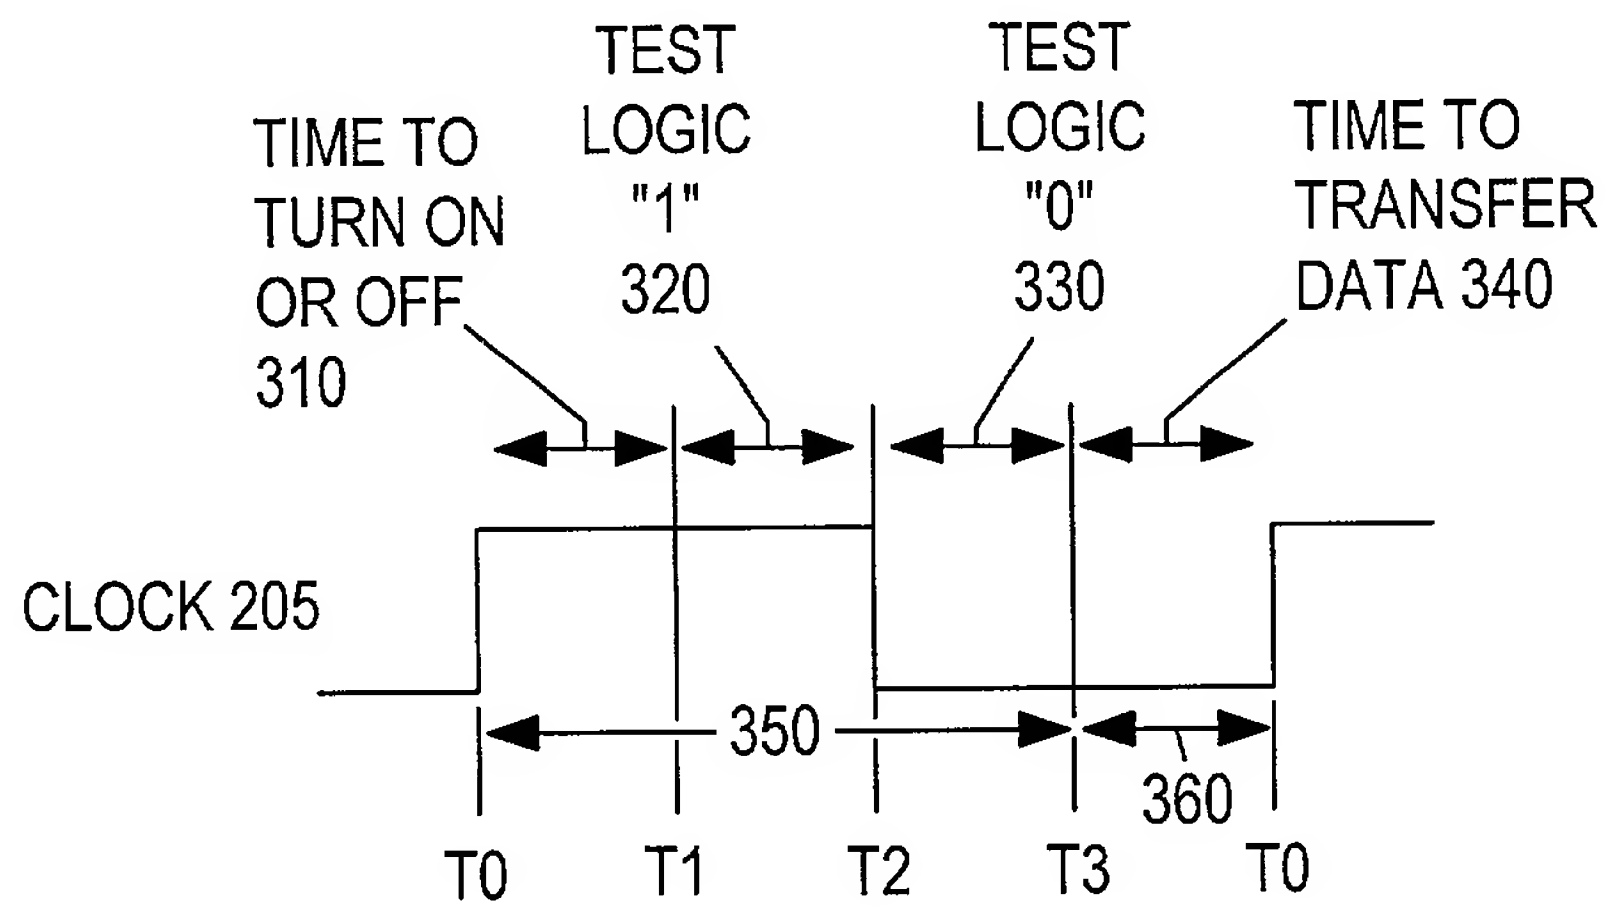 TIME TO
TURN ON
OR OFF
310
TEST
LOGIC
"1"
320
TEST
LOGIC
"0"
330
TIME TO
TRANSFER
DATA 340
CLOCK 205
350
360
T0
T1
T2
T3
T0